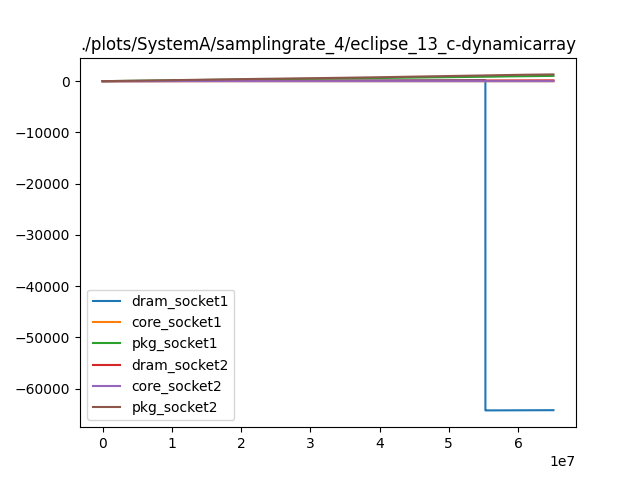 ./plots/SystemA/samplingrate_4/eclipse_13_c-dynamicarray
0
−10000
−20000
−30000
−40000
−50000
−60000
dram_socket1
core_socket1
pkg_socket1
dram_socket2
core_socket2
pkg_socket2
0 1 2 3 4 5 6
1e7